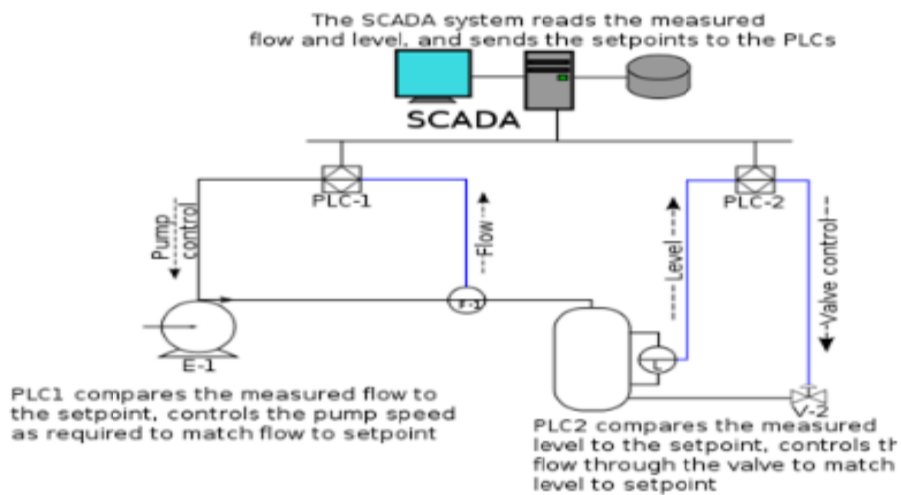 The SCADA system reads the measured
flow and level, and sends the setpoints to the PLCs
SCADA
PLC-1
PLC-2
Pump
control
Flow
Level
Valve control
F-1
E-1
L
V-2
PLC1 compares the measured flow to
the setpoint, controls the pump speed
as required to match flow to setpoint
PLC2 compares the measured
level to the setpoint, controls th
flow through the valve to match
level to setpoint